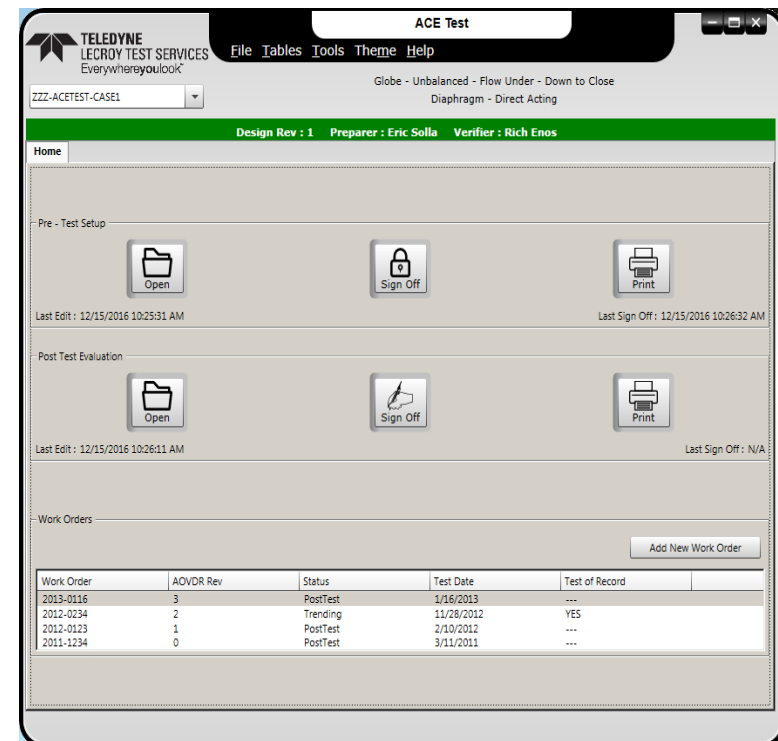 ACE Test
TELEDYNE
LECROY TEST SERVICES
Everywhereyoulook™
File Tables Tools Theme Help
ZZZ-ACETEST-CASE1
Globe - Unbalanced - Flow Under - Down to Close
Diaphragm - Direct Acting
Design Rev : 1 Preparer : Eric Solla Verifier : Rich Enos
Home
Pre - Test Setup
Open Sign Off Print
Last Edit : 12/15/2016 10:25:31 AM Last Sign Off : 12/15/2016 10:26:32 AM
Post Test Evaluation
Open Sign Off Print
Last Edit : 12/15/2016 10:26:11 AM Last Sign Off : N/A
Work Orders
Add New Work Order
Work Order AOVDR Rev Status Test Date Test of Record
2013-0116 3 PostTest 1/16/2013 ---
2012-0234 2 Trending 11/28/2012 YES
2012-0123 1 PostTest 2/10/2012 ---
2011-1234 0 PostTest 3/11/2011 ---